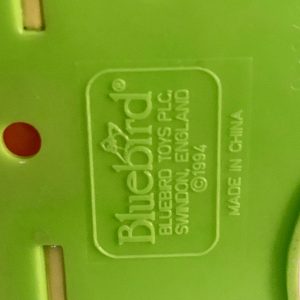 Bluebird®
BLUEBIRD TOYS PLC.
SWINDON, ENGLAND
©1994
MADE IN CHINA